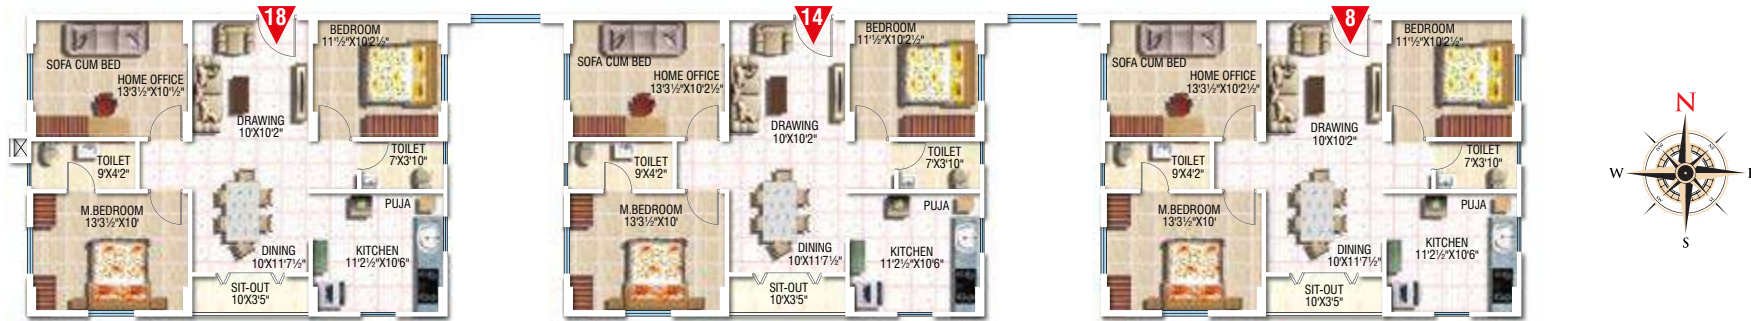 18
SOFA CUM BED
HOME OFFICE
13'3½"X10'½"
DRAWING
10'X10'2"
BEDROOM
11'½"X10'2½"
TOILET
9'X4'2"
TOILET
7'X3'10"
M.BEDROOM
13'3½"X10'
PUJA
DINING
10'X11'7½"
KITCHEN
11'2½"X10'6"
SIT-OUT
10'X3'5"
14
SOFA CUM BED
HOME OFFICE
13'3½"X10'2½"
DRAWING
10'X10'2"
BEDROOM
11'½"X10'2½"
TOILET
9'X4'2"
TOILET
7'X3'10"
M.BEDROOM
13'3½"X10'
PUJA
DINING
10'X11'7½"
KITCHEN
11'2½"X10'6"
SIT-OUT
10'X3'5"
8
SOFA CUM BED
HOME OFFICE
13'3½"X10'2½"
DRAWING
10'X10'2"
BEDROOM
11'½"X10'2½"
TOILET
9'X4'2"
TOILET
7'X3'10"
M.BEDROOM
13'3½"X10'
PUJA
DINING
10'X11'7½"
KITCHEN
11'2½"X10'6"
SIT-OUT
10'X3'5"
N
W
S